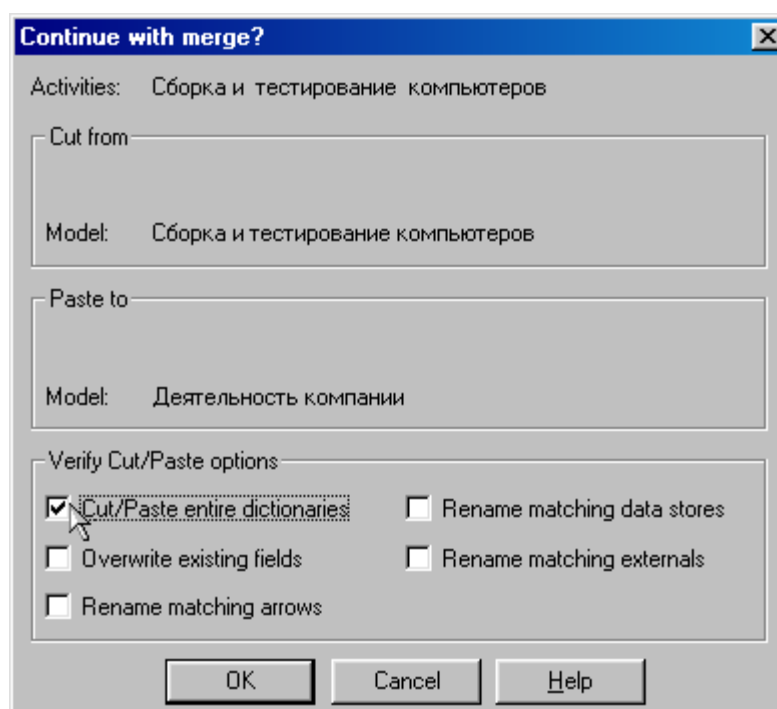 Continue with merge?
Activities: Сборка и тестирование компьютеров
Cut from
Model: Сборка и тестирование компьютеров
Paste to
Model: Деятельность компании
Verify Cut/Paste options
Cut/Paste entire dictionaries Rename matching data stores
Overwrite existing fields Rename matching externals
Rename matching arrows
OK Cancel Help